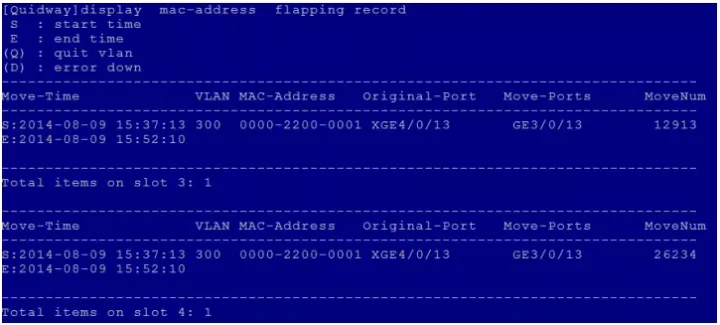 [Quidway]display mac-address flapping record
S : start time
E : end time
(Q) : quit vlan
(D) : error down
-------------------------------------------------------------------------------
Move-Time VLAN MAC-Address Original-Port Move-Ports MoveNum
-------------------------------------------------------------------------------
S:2014-08-09 15:37:13 300 0000-2200-0001 XGE4/0/13 GE3/0/13 12913
E:2014-08-09 15:52:10
-------------------------------------------------------------------------------
Total items on slot 3: 1
-------------------------------------------------------------------------------
Move-Time VLAN MAC-Address Original-Port Move-Ports MoveNum
-------------------------------------------------------------------------------
S:2014-08-09 15:37:13 300 0000-2200-0001 XGE4/0/13 GE3/0/13 26234
E:2014-08-09 15:52:10
-------------------------------------------------------------------------------
Total items on slot 4: 1